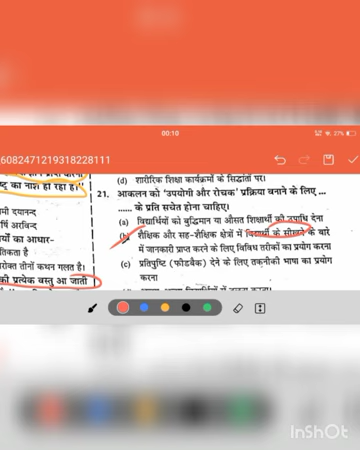 00:10
27%
6082471219318228111
(d) शारीरिक शिक्षा कार्यक्रमों के सिद्धांतों पर।
ष्ट्र का नाश हो रहा है।"
21. आकलन को 'उपयोगी और रोचक' प्रक्रिया बनाने के लिए ...
...... के प्रति सचेत होना चाहिए।
मी दयानन्द
(a) विद्यार्थियों को बुद्धिमान या औसत शिक्षार्थी की उपाधि देना
र्षि अरविन्द
(b) शैक्षिक और सह-शैक्षिक क्षेत्रों में विद्यार्थी के सीखने के बारे
र्यों का आधार-
में जानकारी प्राप्त करने के लिए विविध तरीकों का प्रयोग करना
तिकता है
(c) प्रतिपुष्टि (फीडबैक) देने के लिए तकनीकी भाषा का प्रयोग
रोक्त तीनों कथन गलत है।
करना
की प्रत्येक वस्तु आ जाती
InShOt